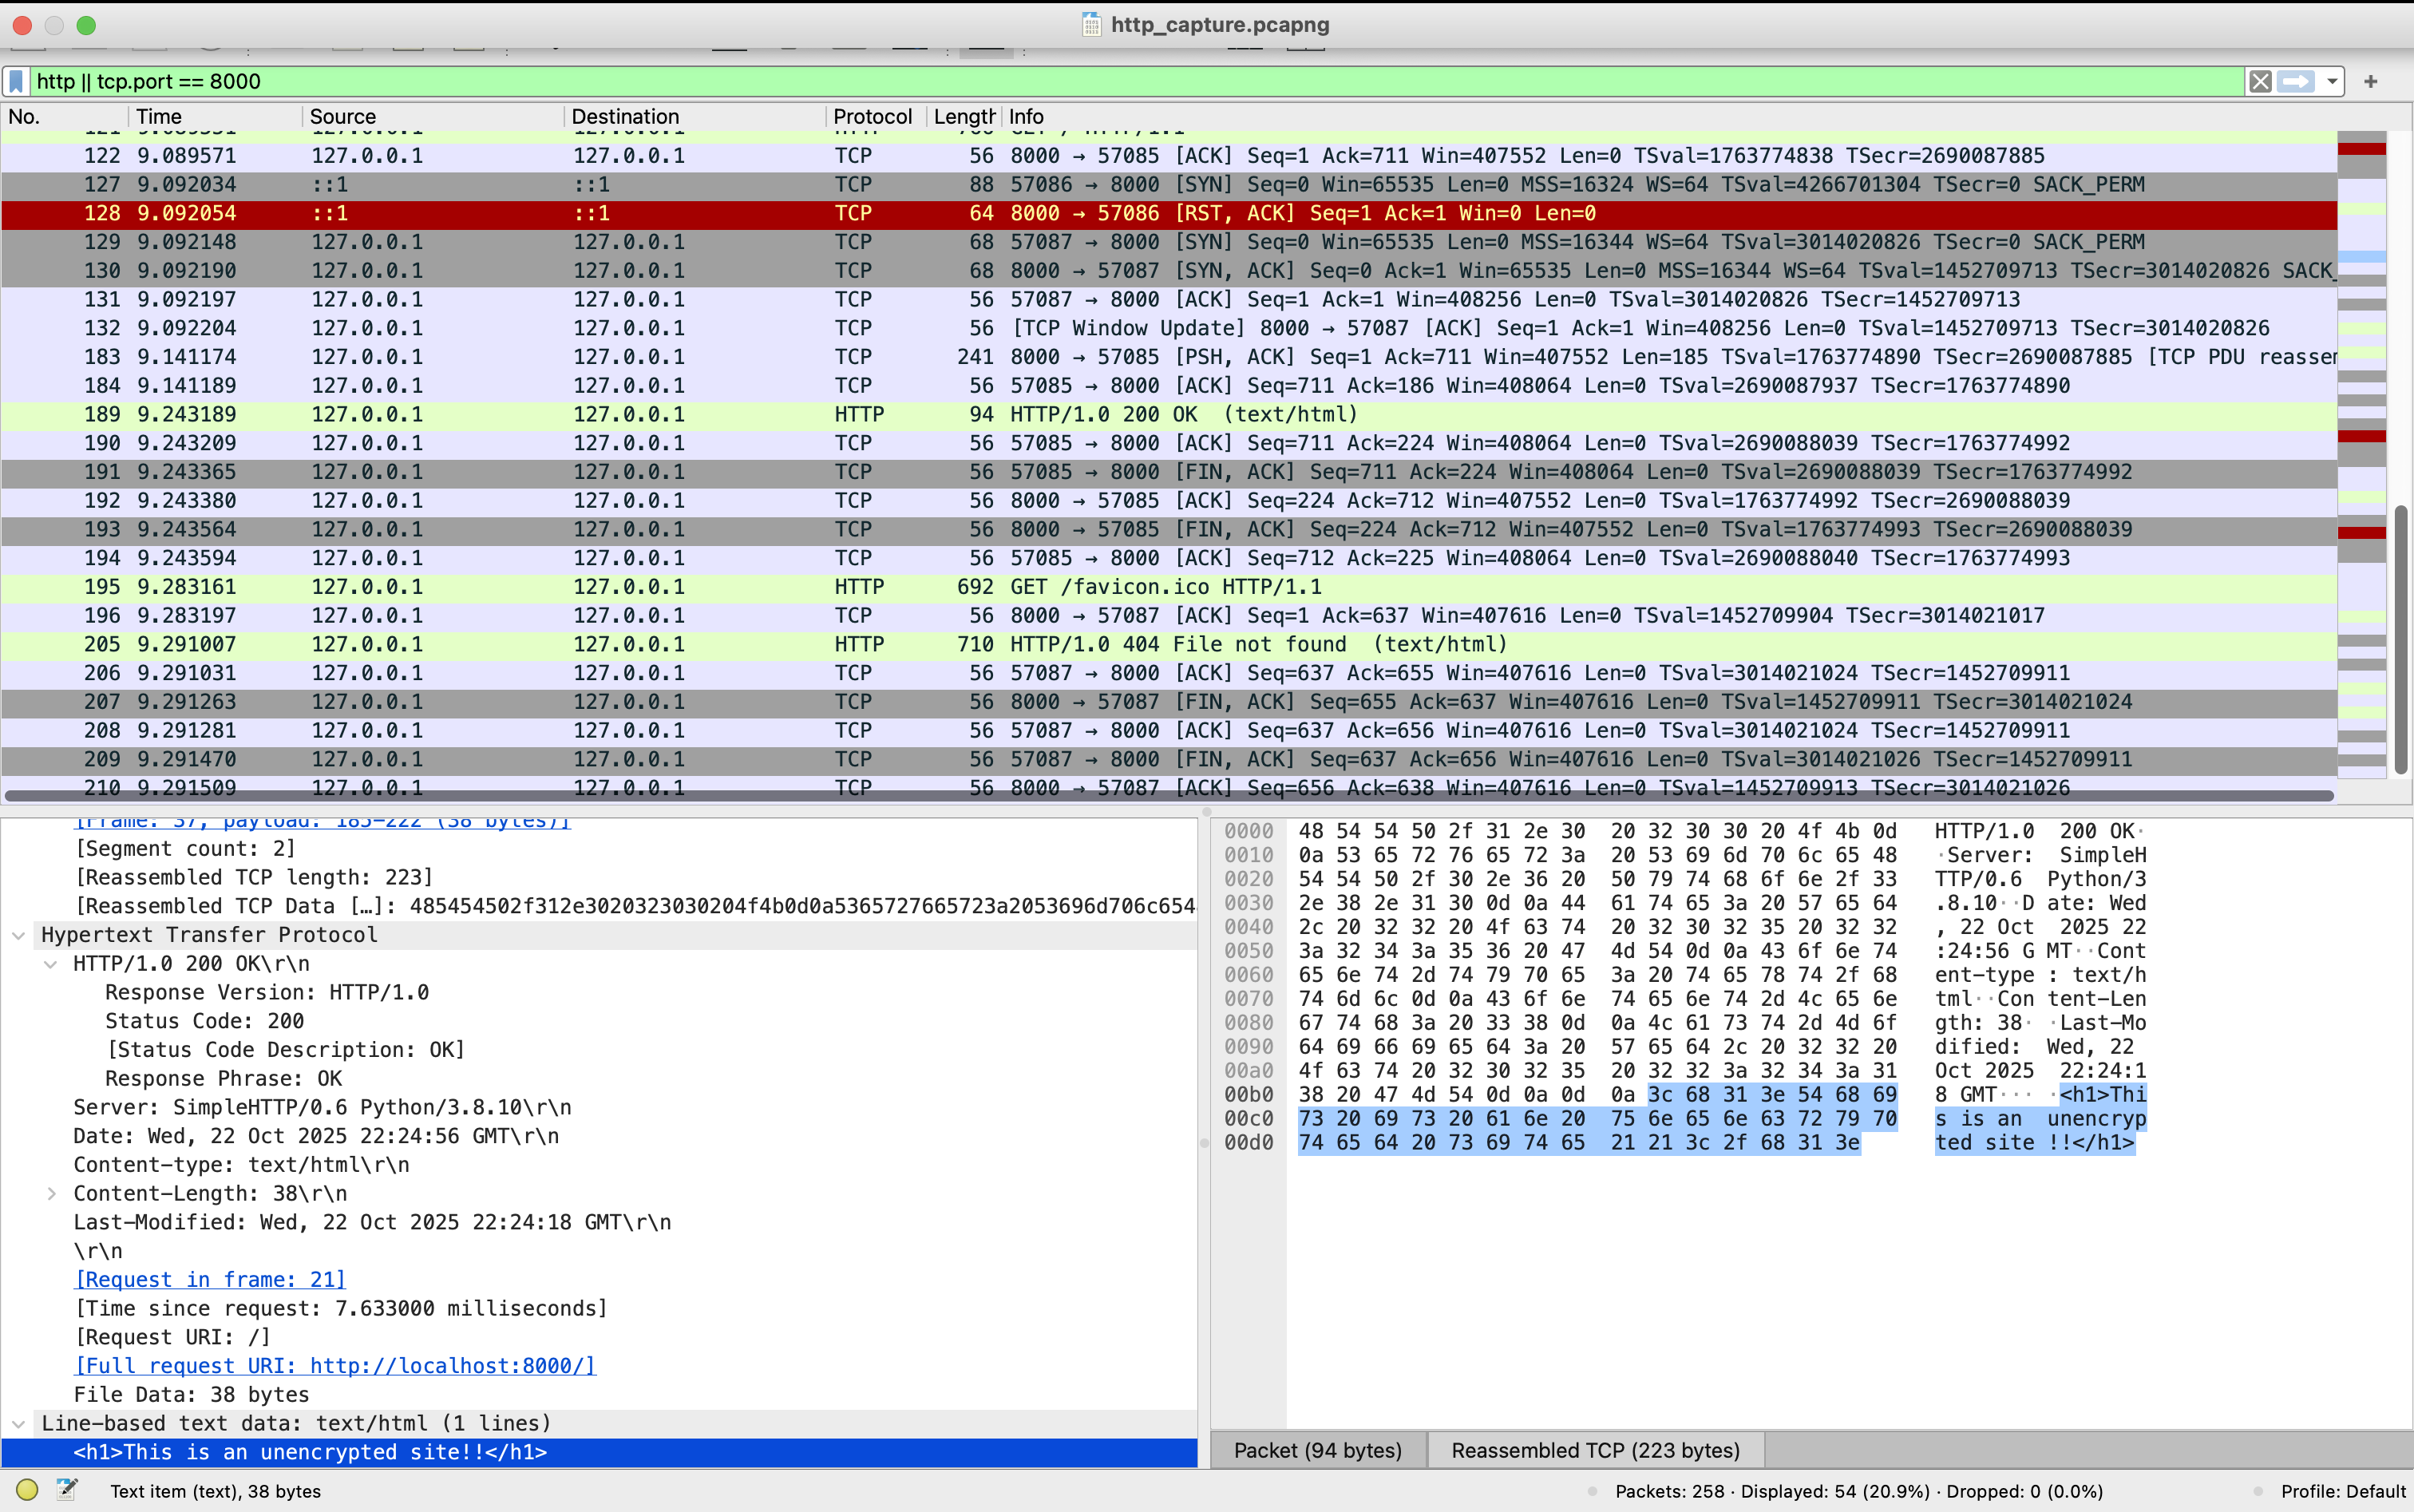 http_capture.pcapng
http || tcp.port == 8000
No. Time Source Destination Protocol Length Info
122 9.089571 127.0.0.1 127.0.0.1 TCP 56 8000 → 57085 [ACK] Seq=1 Ack=711 Win=407552 Len=0 TSval=1763774838 TSecr=2690087885
127 9.092034 ::1 ::1 TCP 88 57086 → 8000 [SYN] Seq=0 Win=65535 Len=0 MSS=16324 WS=64 TSval=4266701304 TSecr=0 SACK_PERM
128 9.092054 ::1 ::1 TCP 64 8000 → 57086 [RST, ACK] Seq=1 Ack=1 Win=0 Len=0
129 9.092148 127.0.0.1 127.0.0.1 TCP 68 57087 → 8000 [SYN] Seq=0 Win=65535 Len=0 MSS=16344 WS=64 TSval=3014020826 TSecr=0 SACK_PERM
130 9.092190 127.0.0.1 127.0.0.1 TCP 68 8000 → 57087 [SYN, ACK] Seq=0 Ack=1 Win=65535 Len=0 MSS=16344 WS=64 TSval=1452709713 TSecr=3014020826 SACK_
131 9.092197 127.0.0.1 127.0.0.1 TCP 56 57087 → 8000 [ACK] Seq=1 Ack=1 Win=408256 Len=0 TSval=3014020826 TSecr=1452709713
132 9.092204 127.0.0.1 127.0.0.1 TCP 56 [TCP Window Update] 8000 → 57087 [ACK] Seq=1 Ack=1 Win=408256 Len=0 TSval=1452709713 TSecr=3014020826
183 9.141174 127.0.0.1 127.0.0.1 TCP 241 8000 → 57085 [PSH, ACK] Seq=1 Ack=711 Win=407552 Len=185 TSval=1763774890 TSecr=2690087885 [TCP PDU reassem
184 9.141189 127.0.0.1 127.0.0.1 TCP 56 57085 → 8000 [ACK] Seq=711 Ack=186 Win=408064 Len=0 TSval=2690087937 TSecr=1763774890
189 9.243189 127.0.0.1 127.0.0.1 HTTP 94 HTTP/1.0 200 OK (text/html)
190 9.243209 127.0.0.1 127.0.0.1 TCP 56 57085 → 8000 [ACK] Seq=711 Ack=224 Win=408064 Len=0 TSval=2690088039 TSecr=1763774992
191 9.243365 127.0.0.1 127.0.0.1 TCP 56 57085 → 8000 [FIN, ACK] Seq=711 Ack=224 Win=408064 Len=0 TSval=2690088039 TSecr=1763774992
192 9.243380 127.0.0.1 127.0.0.1 TCP 56 8000 → 57085 [ACK] Seq=224 Ack=712 Win=407552 Len=0 TSval=1763774992 TSecr=2690088039
193 9.243564 127.0.0.1 127.0.0.1 TCP 56 8000 → 57085 [FIN, ACK] Seq=224 Ack=712 Win=407552 Len=0 TSval=1763774993 TSecr=2690088039
194 9.243594 127.0.0.1 127.0.0.1 TCP 56 57085 → 8000 [ACK] Seq=712 Ack=225 Win=408064 Len=0 TSval=2690088040 TSecr=1763774993
195 9.283161 127.0.0.1 127.0.0.1 HTTP 692 GET /favicon.ico HTTP/1.1
196 9.283197 127.0.0.1 127.0.0.1 TCP 56 8000 → 57087 [ACK] Seq=1 Ack=637 Win=407616 Len=0 TSval=1452709904 TSecr=3014021017
205 9.291007 127.0.0.1 127.0.0.1 HTTP 710 HTTP/1.0 404 File not found (text/html)
206 9.291031 127.0.0.1 127.0.0.1 TCP 56 57087 → 8000 [ACK] Seq=637 Ack=655 Win=407616 Len=0 TSval=3014021024 TSecr=1452709911
207 9.291263 127.0.0.1 127.0.0.1 TCP 56 8000 → 57087 [FIN, ACK] Seq=655 Ack=637 Win=407616 Len=0 TSval=1452709911 TSecr=3014021024
208 9.291281 127.0.0.1 127.0.0.1 TCP 56 57087 → 8000 [ACK] Seq=637 Ack=656 Win=407616 Len=0 TSval=3014021024 TSecr=1452709911
209 9.291470 127.0.0.1 127.0.0.1 TCP 56 57087 → 8000 [FIN, ACK] Seq=637 Ack=656 Win=407616 Len=0 TSval=3014021026 TSecr=1452709911
210 9.291509 127.0.0.1 127.0.0.1 TCP 56 8000 → 57087 [ACK] Seq=656 Ack=638 Win=407616 Len=0 TSval=1452709913 TSecr=3014021026
[Frame: 37, payload: 185-222 (38 bytes)]
[Segment count: 2]
[Reassembled TCP length: 223]
[Reassembled TCP Data […]: 485454502f312e3020323030204f4b0d0a5365727665723a2053696d706c654
Hypertext Transfer Protocol
HTTP/1.0 200 OK\r\n
Response Version: HTTP/1.0
Status Code: 200
[Status Code Description: OK]
Response Phrase: OK
Server: SimpleHTTP/0.6 Python/3.8.10\r\n
Date: Wed, 22 Oct 2025 22:24:56 GMT\r\n
Content-type: text/html\r\n
Content-Length: 38\r\n
Last-Modified: Wed, 22 Oct 2025 22:24:18 GMT\r\n
\r\n
[Request in frame: 21]
[Time since request: 7.633000 milliseconds]
[Request URI: /]
[Full request URI: http://localhost:8000/]
File Data: 38 bytes
Line-based text data: text/html (1 lines)
<h1>This is an unencrypted site!!</h1>
0000 48 54 54 50 2f 31 2e 30 20 32 30 30 20 4f 4b 0d HTTP/1.0 200 OK·
0010 0a 53 65 72 76 65 72 3a 20 53 69 6d 70 6c 65 48 ·Server: SimpleH
0020 54 54 50 2f 30 2e 36 20 50 79 74 68 6f 6e 2f 33 TTP/0.6 Python/3
0030 2e 38 2e 31 30 0d 0a 44 61 74 65 3a 20 57 65 64 .8.10··D ate: Wed
0040 2c 20 32 32 20 4f 63 74 20 32 30 32 35 20 32 32 , 22 Oct 2025 22
0050 3a 32 34 3a 35 36 20 47 4d 54 0d 0a 43 6f 6e 74 :24:56 G MT··Cont
0060 65 6e 74 2d 74 79 70 65 3a 20 74 65 78 74 2f 68 ent-type : text/h
0070 74 6d 6c 0d 0a 43 6f 6e 74 65 6e 74 2d 4c 65 6e tml··Con tent-Len
0080 67 74 68 3a 20 33 38 0d 0a 4c 61 73 74 2d 4d 6f gth: 38· ·Last-Mo
0090 64 69 66 69 65 64 3a 20 57 65 64 2c 20 32 32 20 dified: Wed, 22
00a0 4f 63 74 20 32 30 32 35 20 32 32 3a 32 34 3a 31 Oct 2025 22:24:1
00b0 38 20 47 4d 54 0d 0a 0d 0a 3c 68 31 3e 54 68 69 8 GMT··· ·<h1>Thi
00c0 73 20 69 73 20 61 6e 20 75 6e 65 6e 63 72 79 70 s is an unencryp
00d0 74 65 64 20 73 69 74 65 21 21 3c 2f 68 31 3e ted site !!</h1>
Packet (94 bytes) Reassembled TCP (223 bytes)
Text item (text), 38 bytes Packets: 258 · Displayed: 54 (20.9%) · Dropped: 0 (0.0%) Profile: Default